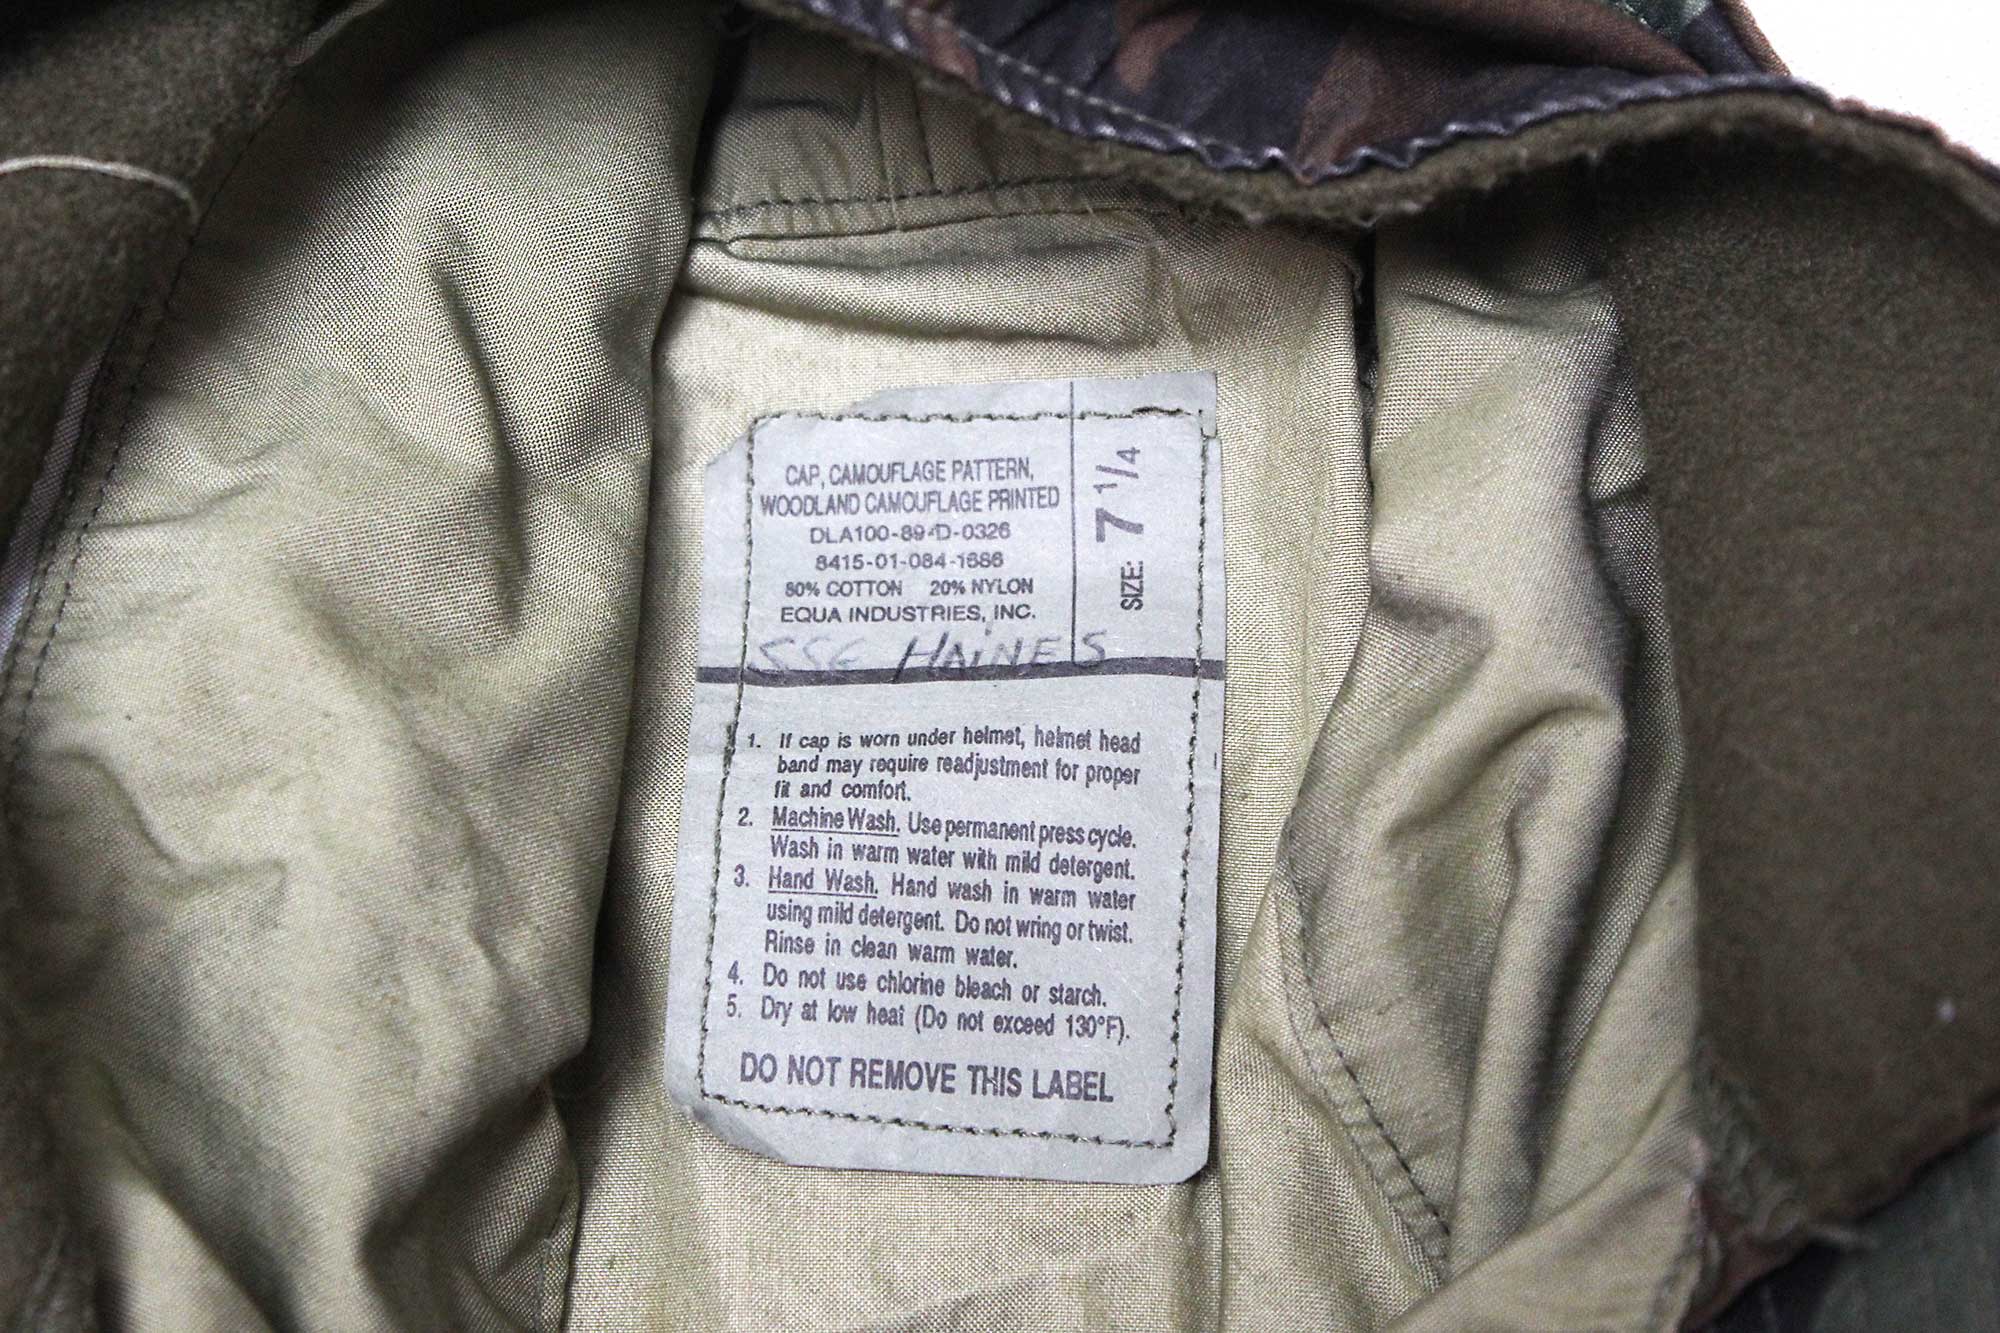 CAP, CAMOUFLAGE PATTERN,
WOODLAND CAMOUFLAGE PRINTED
DLA100-89-D-0326
8415-01-084-1686
80% COTTON 20% NYLON
EQUA INDUSTRIES, INC.
SIZE: 7 1/4
SSG HAiNES
1. If cap is worn under helmet, helmet head
band may require readjustment for proper
fit and comfort.
2. Machine Wash. Use permanent press cycle.
Wash in warm water with mild detergent.
3. Hand Wash. Hand wash in warm water
using mild detergent. Do not wring or twist.
Rinse in clean warm water.
4. Do not use chlorine bleach or starch.
5. Dry at low heat (Do not exceed 130°F).
DO NOT REMOVE THIS LABEL